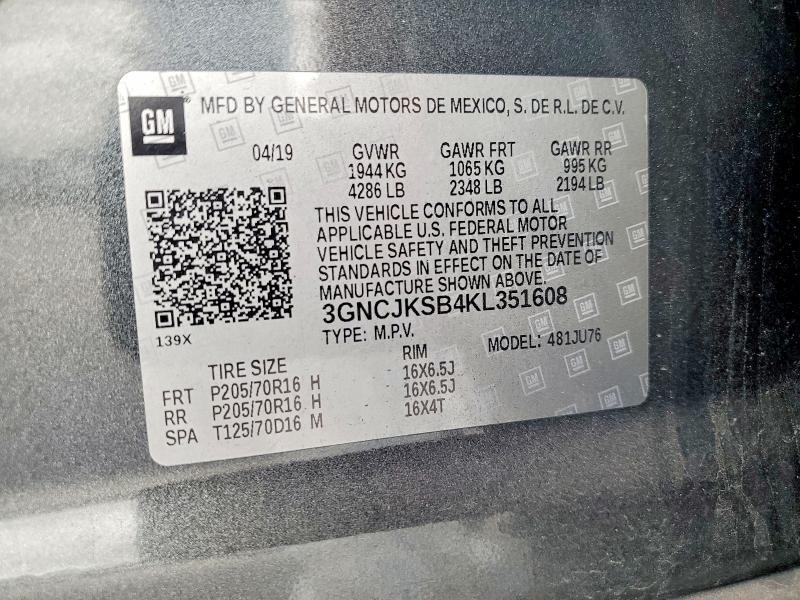 GM
MFD BY GENERAL MOTORS DE MEXICO, S. DE R.L. DE C.V.
04/19 GVWR GAWR FRT GAWR RR
1944 KG 1065 KG 995 KG
4286 LB 2348 LB 2194 LB
THIS VEHICLE CONFORMS TO ALL
APPLICABLE U.S. FEDERAL MOTOR
VEHICLE SAFETY AND THEFT PREVENTION
STANDARDS IN EFFECT ON THE DATE OF
MANUFACTURE SHOWN ABOVE.
3GNCJKSB4KL351608
139X TYPE: M.P.V. MODEL: 481JU76
TIRE SIZE RIM
FRT P205/70R16 H 16X6.5J
RR P205/70R16 H 16X6.5J
SPA T125/70D16 M 16X4T